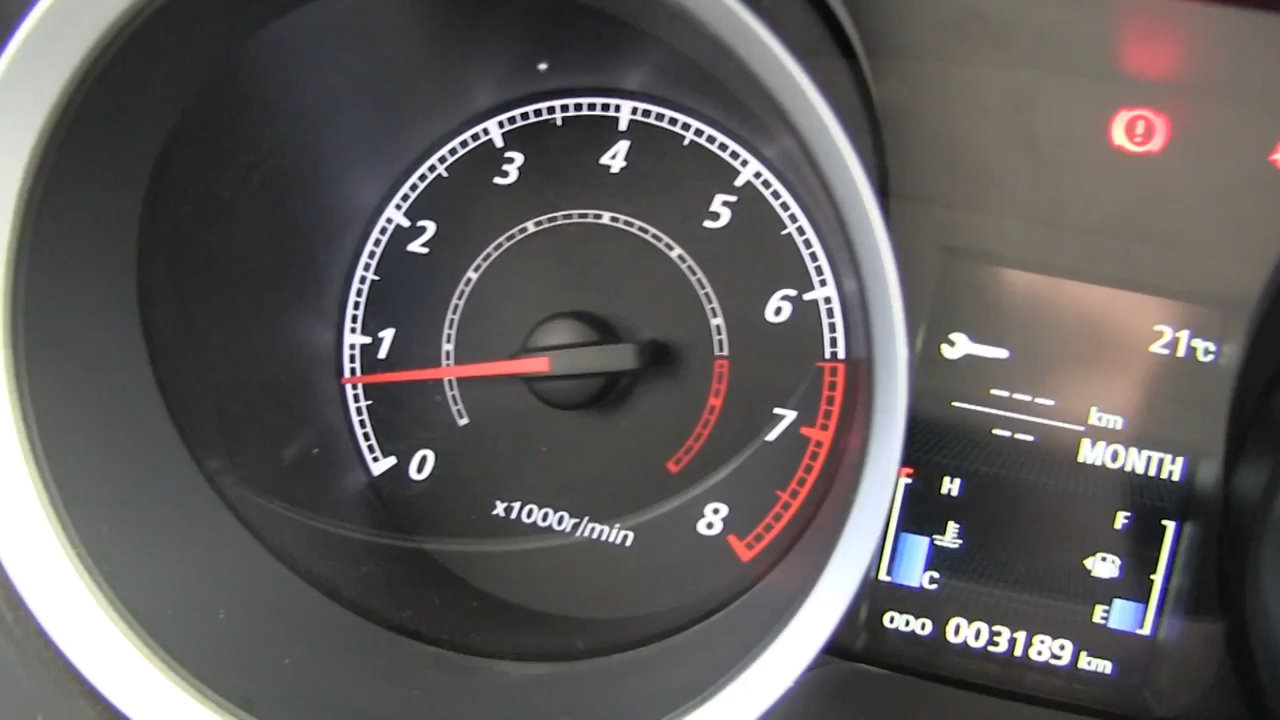 0
1
2
3
4
5
6
7
8
x1000r/min
21℃
--- km
-- MONTH
H
C
F
E
ODO 003189 km